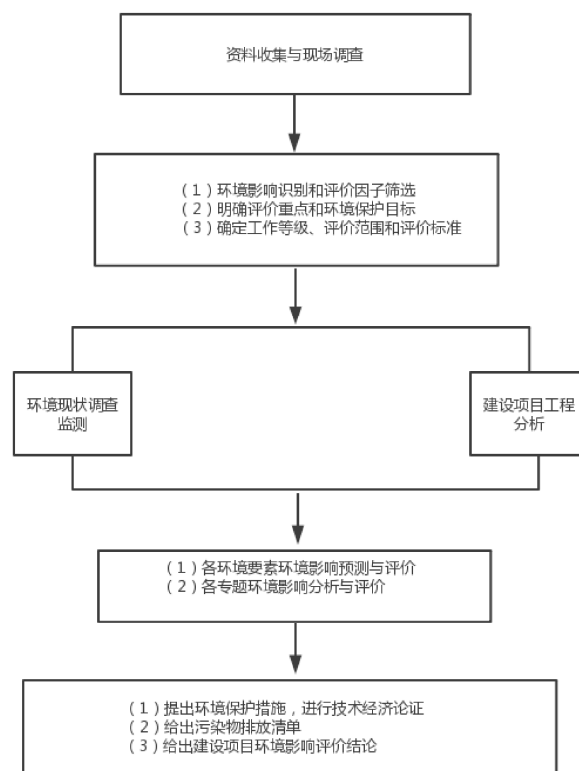 资料收集与现场调查
（1）环境影响识别和评价因子筛选
（2）明确评价重点和环境保护目标
（3）确定工作等级、评价范围和评价标准
环境现状调查
监测
建设项目工程
分析
（1）各环境要素环境影响预测与评价
（2）各专题环境影响分析与评价
（1）提出环境保护措施，进行技术经济论证
（2）给出污染物排放清单
（3）给出建设项目环境影响评价结论